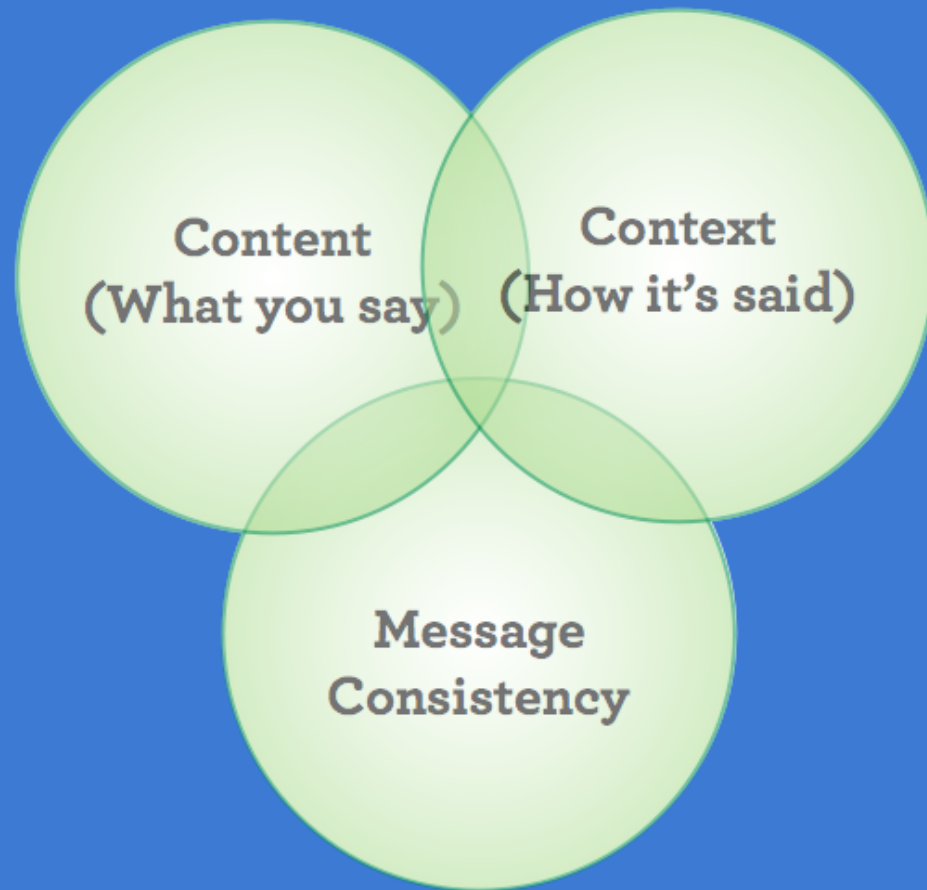 Content
(What you say)
Context
(How it's said)
Message
Consistency